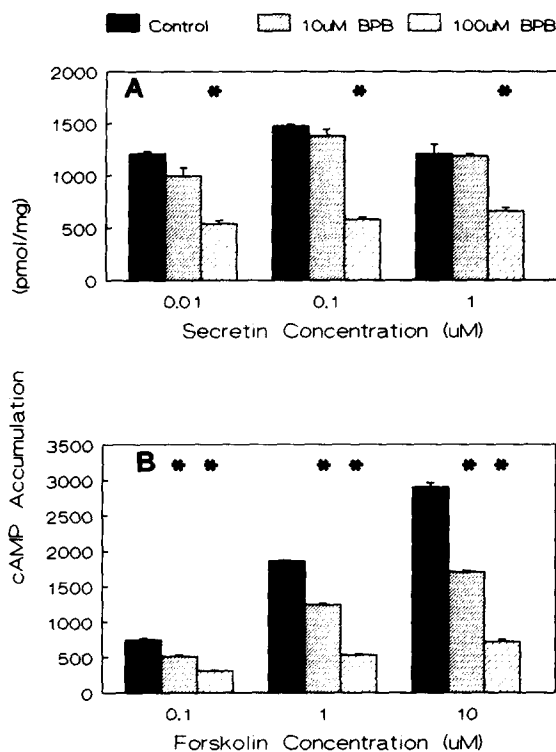 Control 10uM BPB 100uM BPB
A * * *
2000
1500
1000
500
0
0.01 0.1 1
Secretin Concentration (uM)
cAMP Accumulation (pmol/mg)
B * * * * * *
3500
3000
2500
2000
1500
1000
500
0
0.1 1 10
Forskolin Concentration (uM)